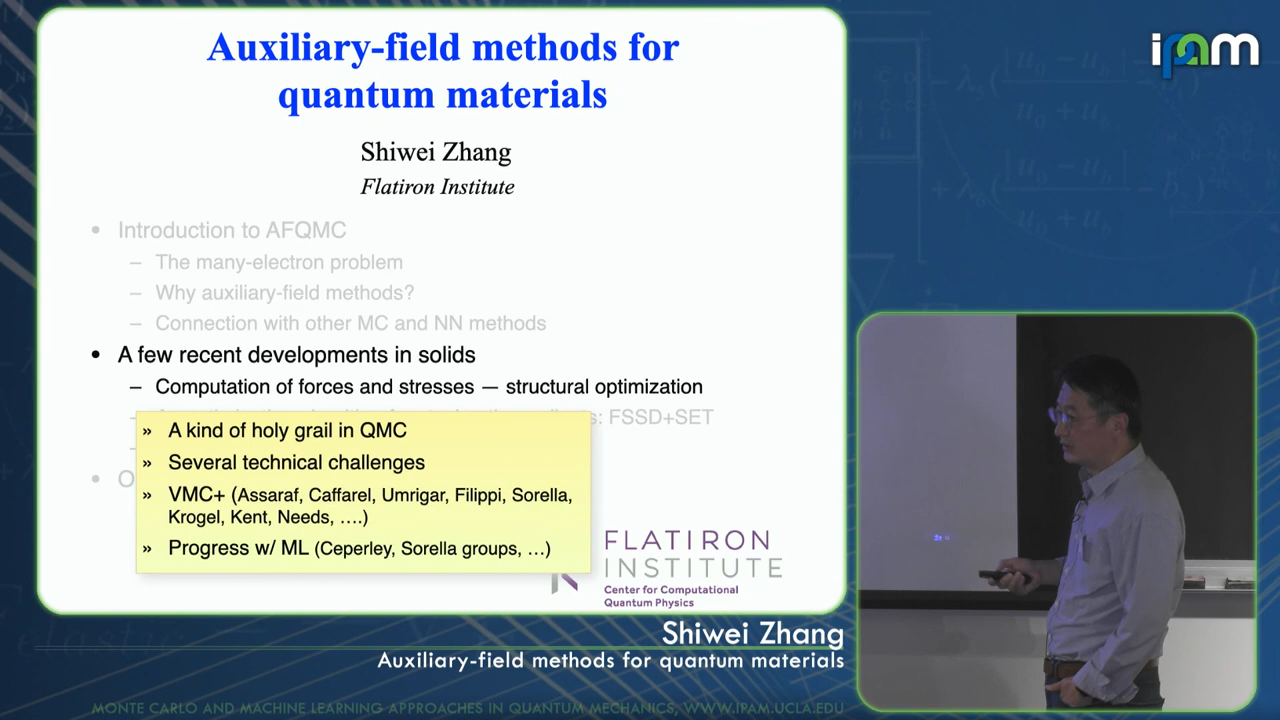 Auxiliary-field methods for
quantum materials
Shiwei Zhang
Flatiron Institute
• Introduction to AFQMC
– The many-electron problem
– Why auxiliary-field methods?
– Connection with other MC and NN methods
• A few recent developments in solids
– Computation of forces and stresses — structural optimization
: FSSD+SET
» A kind of holy grail in QMC
» Several technical challenges
» VMC+ (Assaraf, Caffarel, Umrigar, Filippi, Sorella,
Krogel, Kent, Needs, ….)
» Progress w/ ML (Ceperley, Sorella groups, …)
FLATIRON
INSTITUTE
Center for Computational
Quantum Physics
ipam
Shiwei Zhang
Auxiliary-field methods for quantum materials
MONTE CARLO AND MACHINE LEARNING APPROACHES IN QUANTUM MECHANICS, WWW.IPAM.UCLA.EDU